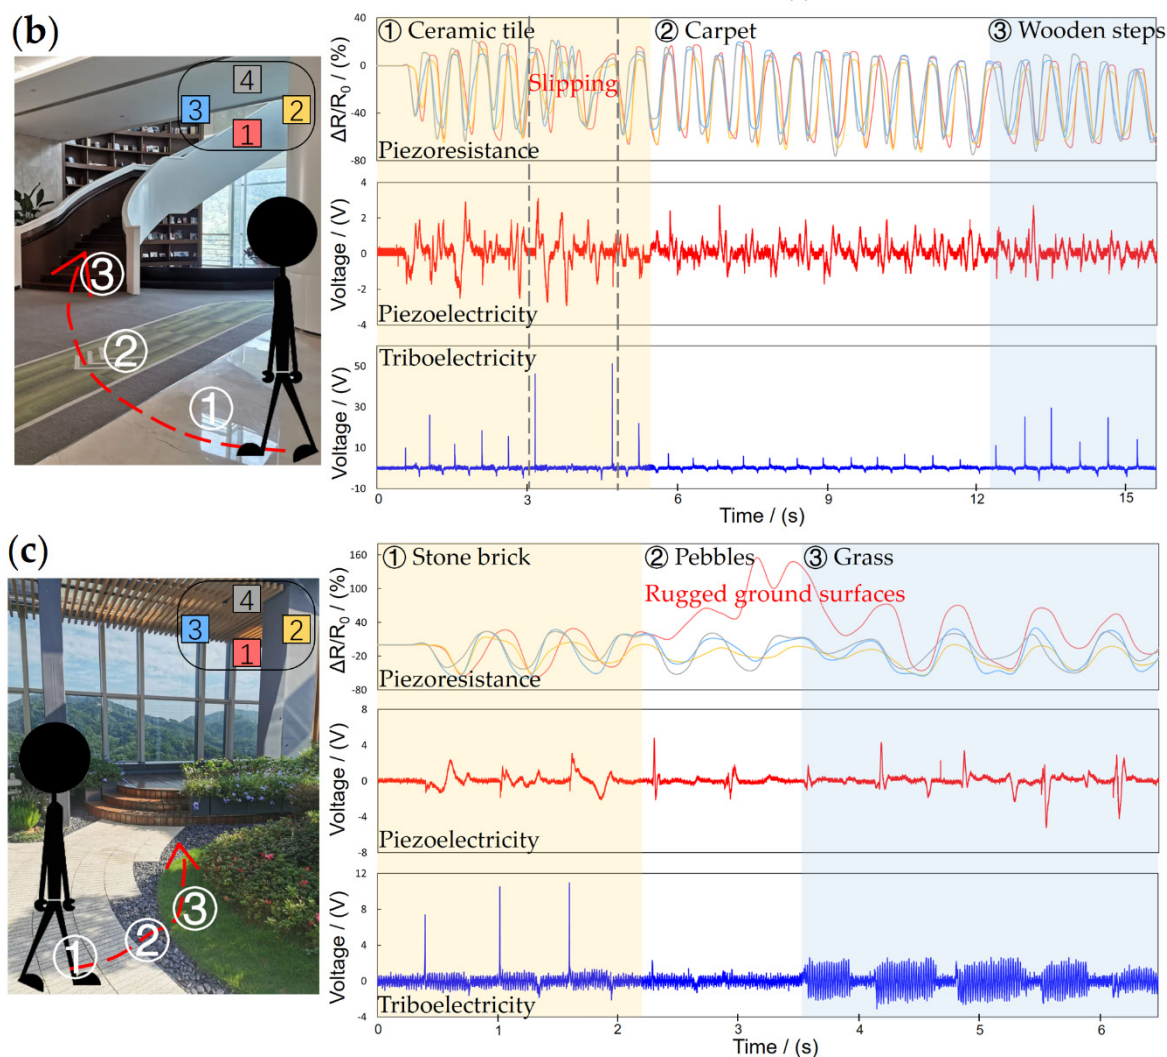 (b)
4
3
2
1
③
②
①
ΔR/R₀ / (%)
40
0
-40
-80
① Ceramic tile
② Carpet
③ Wooden steps
Slipping
Piezoresistance
Voltage / (V)
4
2
0
-2
-4
Piezoelectricity
Voltage / (V)
50
30
10
-10
Triboelectricity
0
3
6
9
12
15
Time / (s)
(c)
4
3
2
1
①
②
③
ΔR/R₀ / (%)
160
120
80
40
-20
-80
① Stone brick
② Pebbles
③ Grass
Rugged ground surfaces
Piezoresistance
Voltage / (V)
8
4
0
-4
-8
Piezoelectricity
Voltage / (V)
12
8
4
0
-4
Triboelectricity
0
1
2
3
4
5
6
Time / (s)